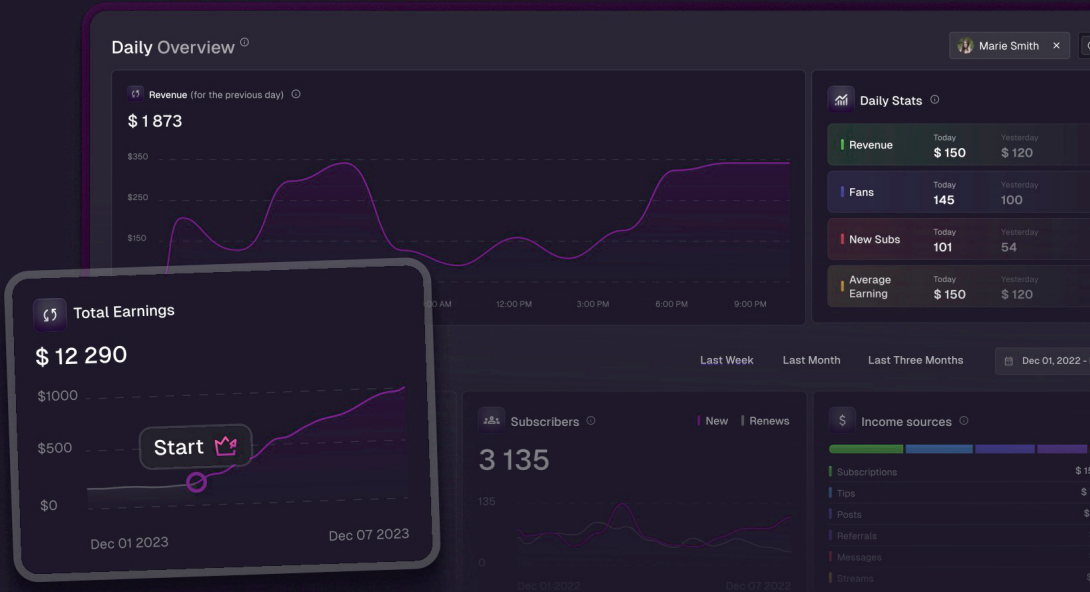 Daily Overview
Marie Smith ×
Revenue (for the previous day)
$ 1 873
$350
$250
$150
00 AM 12:00 PM 3:00 PM 6:00 PM 9:00 PM
Daily Stats
Revenue
Today
$ 150
Yesterday
$ 120
Fans
Today
145
Yesterday
100
New Subs
Today
101
Yesterday
54
Average
Earning
Today
$ 150
Yesterday
$ 120
Total Earnings
$ 12 290
$1000
$500
$0
Start
Dec 01 2023
Dec 07 2023
Last Week
Last Month
Last Three Months
Dec 01, 2022 -
Subscribers
New
Renews
3 135
135
0
Dec 01 2022
Dec 07 2022
Income sources
Subscriptions
Tips
$
Posts
$
Referrals
Messages
Streams
$